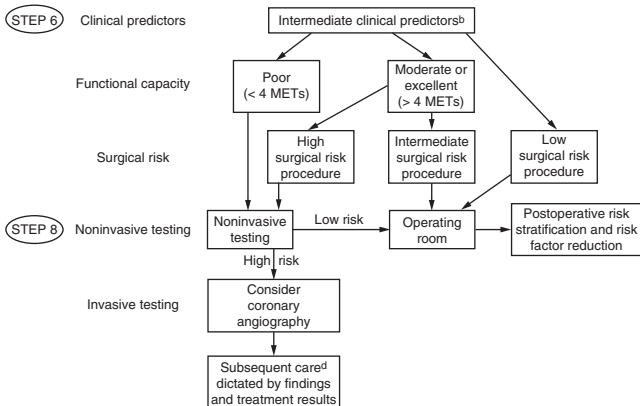 STEP 6
Clinical predictors
Intermediate clinical predictorsᵇ
Functional capacity
Poor
(< 4 METs)
Moderate or
excellent
(> 4 METs)
Surgical risk
High
surgical risk
procedure
Intermediate
surgical risk
procedure
Low
surgical risk
procedure
STEP 8
Noninvasive testing
Noninvasive
testing
Low risk
Operating
room
Postoperative risk
stratification and risk
factor reduction
High risk
Invasive testing
Consider
coronary
angiography
Subsequent careᵈ
dictated by findings
and treatment results